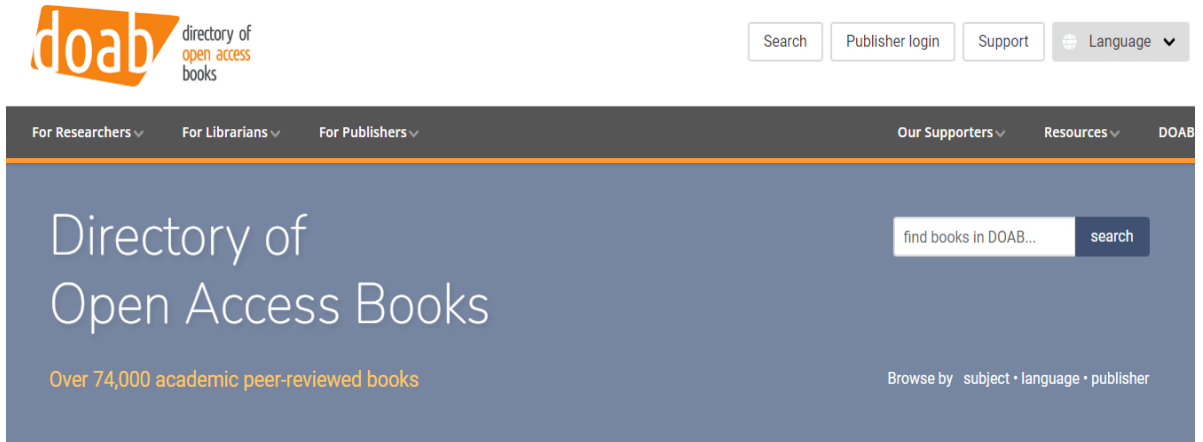 doab
directory of
open access
books
Search
Publisher login
Support
Language
For Researchers
For Librarians
For Publishers
Our Supporters
Resources
DOAB
Directory of
Open Access Books
find books in DOAB...
search
Over 74,000 academic peer-reviewed books
Browse by subject • language • publisher